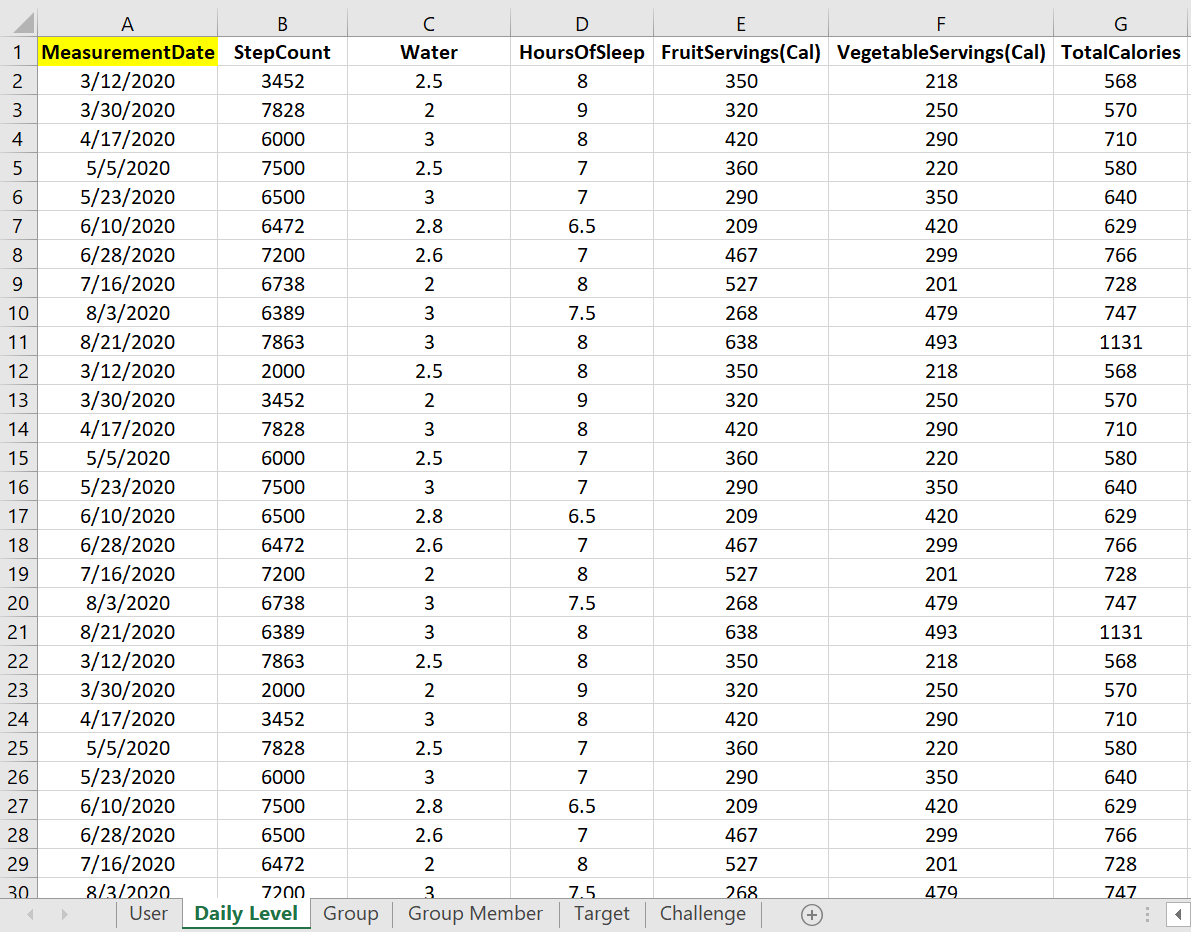 A B C D E F G
1 MeasurementDate StepCount Water HoursOfSleep FruitServings(Cal) VegetableServings(Cal) TotalCalories
2 3/12/2020 3452 2.5 8 350 218 568
3 3/30/2020 7828 2 9 320 250 570
4 4/17/2020 6000 3 8 420 290 710
5 5/5/2020 7500 2.5 7 360 220 580
6 5/23/2020 6500 3 7 290 350 640
7 6/10/2020 6472 2.8 6.5 209 420 629
8 6/28/2020 7200 2.6 7 467 299 766
9 7/16/2020 6738 2 8 527 201 728
10 8/3/2020 6389 3 7.5 268 479 747
11 8/21/2020 7863 3 8 638 493 1131
12 3/12/2020 2000 2.5 8 350 218 568
13 3/30/2020 3452 2 9 320 250 570
14 4/17/2020 7828 3 8 420 290 710
15 5/5/2020 6000 2.5 7 360 220 580
16 5/23/2020 7500 3 7 290 350 640
17 6/10/2020 6500 2.8 6.5 209 420 629
18 6/28/2020 6472 2.6 7 467 299 766
19 7/16/2020 7200 2 8 527 201 728
20 8/3/2020 6738 3 7.5 268 479 747
21 8/21/2020 6389 3 8 638 493 1131
22 3/12/2020 7863 2.5 8 350 218 568
23 3/30/2020 2000 2 9 320 250 570
24 4/17/2020 3452 3 8 420 290 710
25 5/5/2020 7828 2.5 7 360 220 580
26 5/23/2020 6000 3 7 290 350 640
27 6/10/2020 7500 2.8 6.5 209 420 629
28 6/28/2020 6500 2.6 7 467 299 766
29 7/16/2020 6472 2 8 527 201 728
30 8/3/2020 7200 3 7.5 268 479 747
User Daily Level Group Group Member Target Challenge